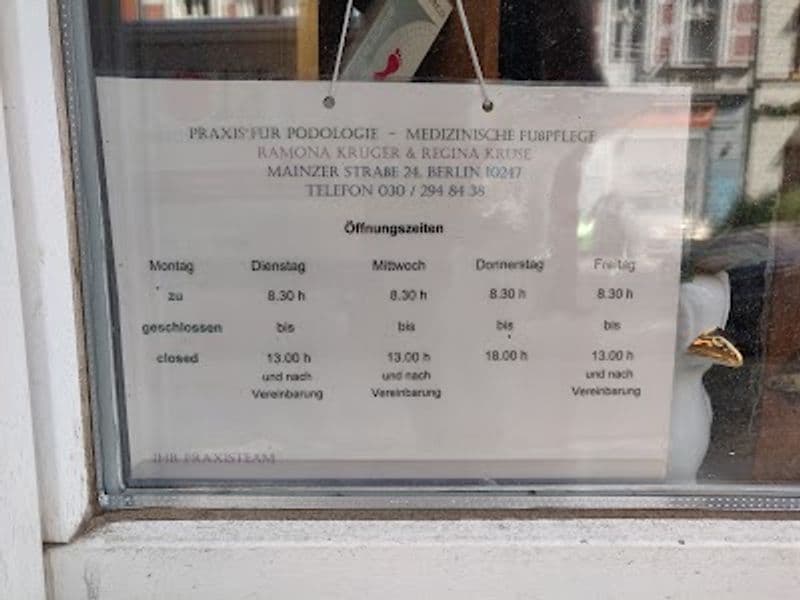 PRAXIS FÜR PODOLOGIE - MEDIZINISCHE FUßPFLEGE
RAMONA KRÜGER & REGINA KRUSE
MAINZER STRAßE 24, BERLIN 10247
TELEFON 030 / 294 84 38
Öffnungszeiten
Montag Dienstag Mittwoch Donnerstag Freitag
zu 8.30 h 8.30 h 8.30 h 8.30 h
geschlossen bis bis bis bis
closed 13.00 h 13.00 h 18.00 h 13.00 h
und nach und nach und nach
Vereinbarung Vereinbarung Vereinbarung
IHR PRAXISTEAM